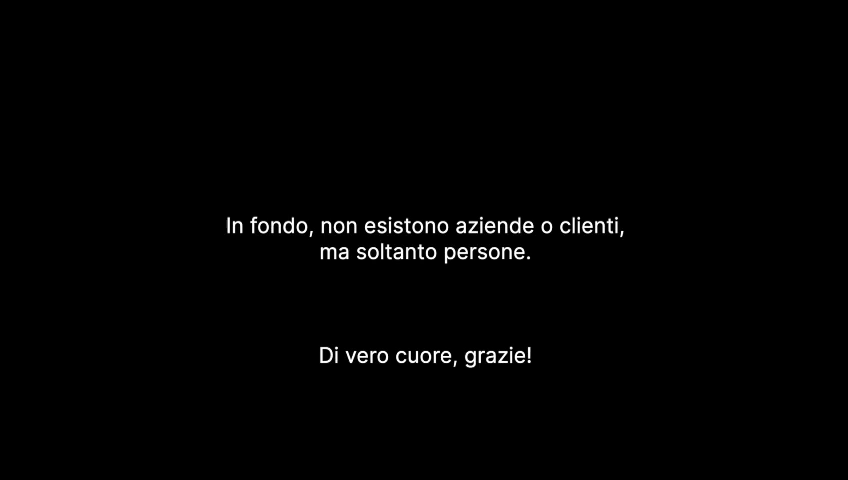 In fondo, non esistono aziende o clienti,
ma soltanto persone.
Di vero cuore, grazie!